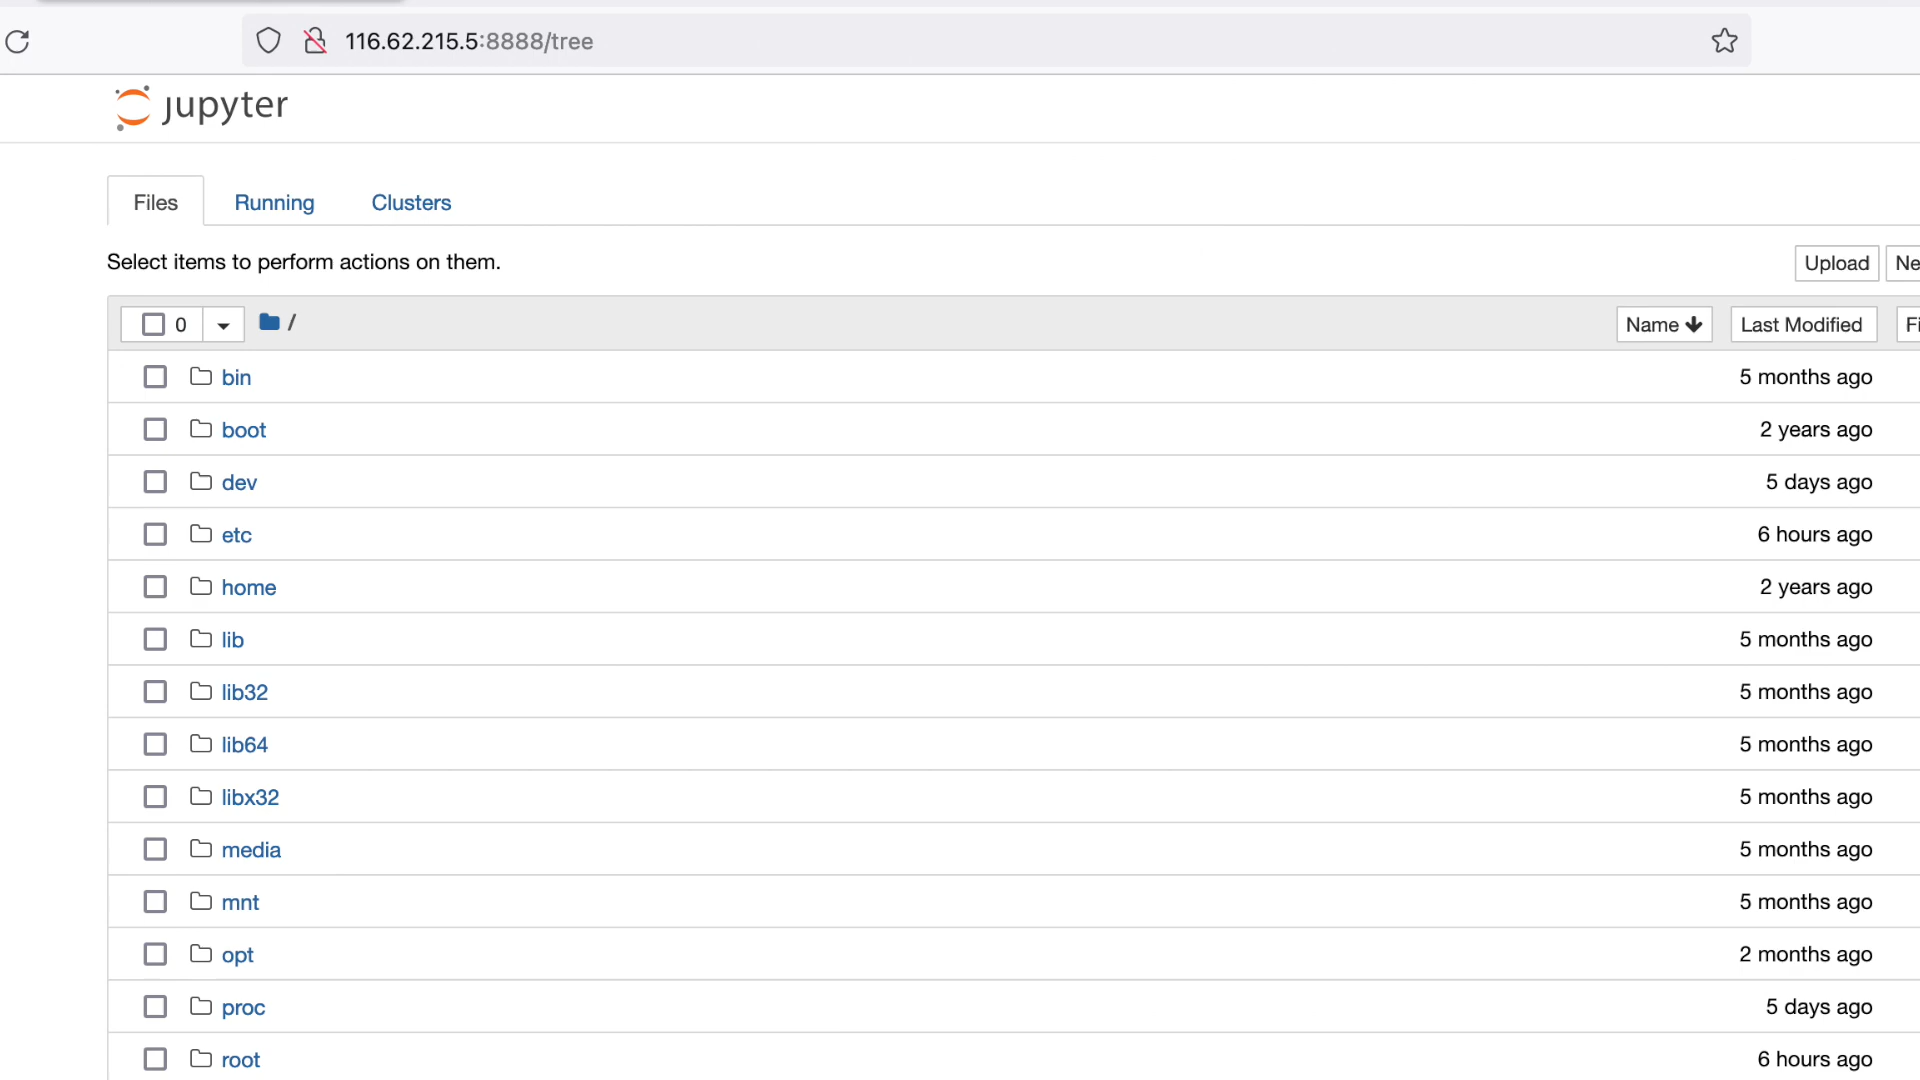 116.62.215.5:8888/tree
jupyter
Files Running Clusters
Select items to perform actions on them.
Upload Ne
0 / Name Last Modified Fi
bin 5 months ago
boot 2 years ago
dev 5 days ago
etc 6 hours ago
home 2 years ago
lib 5 months ago
lib32 5 months ago
lib64 5 months ago
libx32 5 months ago
media 5 months ago
mnt 5 months ago
opt 2 months ago
proc 5 days ago
root 6 hours ago